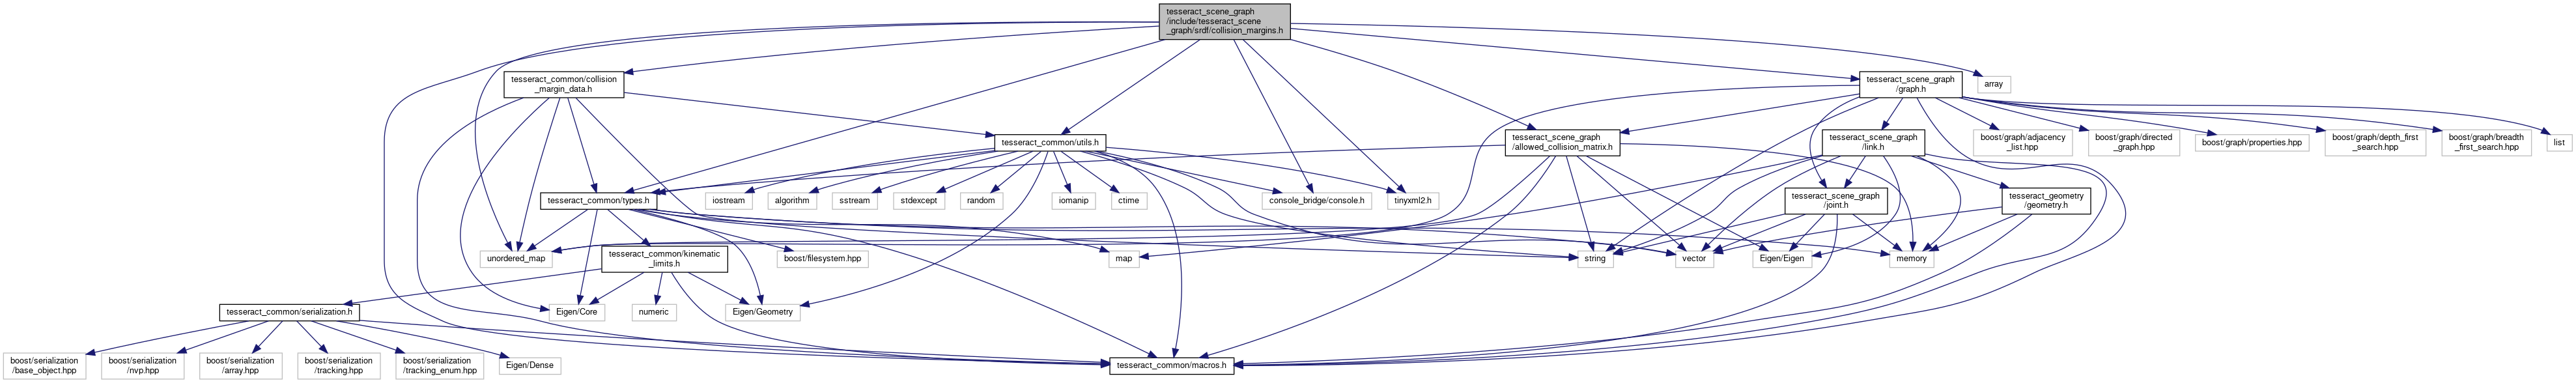 tesseract_scene_graph
/include/tesseract_scene
_graph/srdf/collision_margins.h
tesseract_common/collision
_margin_data.h
tesseract_scene_graph
/graph.h
array
tesseract_common/utils.h
tesseract_scene_graph
/allowed_collision_matrix.h
tesseract_scene_graph
/link.h
boost/graph/adjacency
_list.hpp
boost/graph/directed
_graph.hpp
boost/graph/properties.hpp
boost/graph/depth_first
_search.hpp
boost/graph/breadth
_first_search.hpp
list
tesseract_common/types.h
iostream
algorithm
sstream
stdexcept
random
iomanip
ctime
console_bridge/console.h
tinyxml2.h
tesseract_scene_graph
/joint.h
tesseract_geometry
/geometry.h
unordered_map
tesseract_common/kinematic
_limits.h
boost/filesystem.hpp
map
string
vector
Eigen/Eigen
memory
tesseract_common/serialization.h
Eigen/Core
numeric
Eigen/Geometry
boost/serialization
/base_object.hpp
boost/serialization
/nvp.hpp
boost/serialization
/array.hpp
boost/serialization
/tracking.hpp
boost/serialization
/tracking_enum.hpp
Eigen/Dense
tesseract_common/macros.h